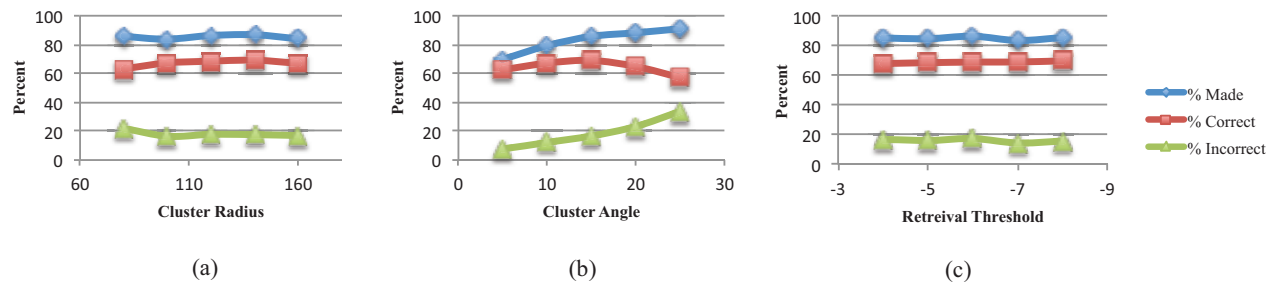 100
80
60
40
20
0
Percent
60
110
160
Cluster Radius
(a)
100
80
60
40
20
0
Percent
0
10
20
30
Cluster Angle
(b)
100
80
60
40
20
0
Percent
-3
-5
-7
-9
Retreival Threshold
(c)
% Made
% Correct
% Incorrect